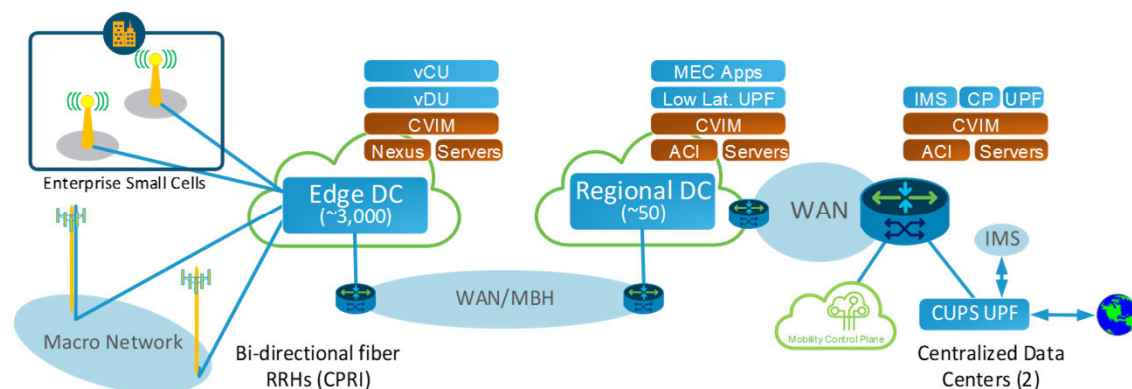 vCU
vDU
CVIM
Nexus Servers
MEC Apps
Low Lat. UPF
CVIM
ACI Servers
IMS CP UPF
CVIM
ACI Servers
Enterprise Small Cells
Edge DC
(~3,000)
Regional DC
(~50)
WAN
IMS
WAN/MBH
CUPS UPF
Mobility Control Plane
Macro Network
Bi-directional fiber
RRHs (CPRI)
Centralized Data
Centers (2)